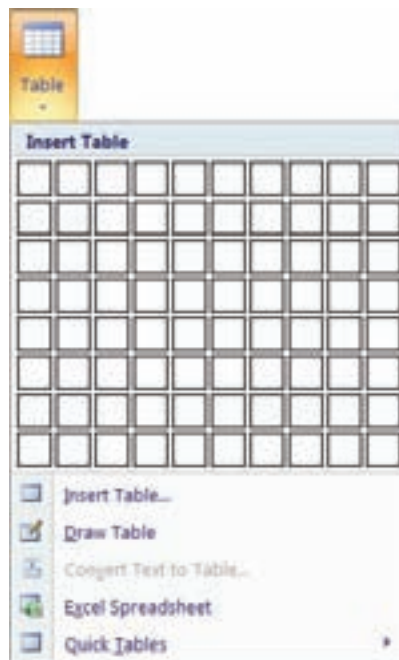 Table
Insert Table
Insert Table...
Draw Table
Convert Text to Table...
Excel Spreadsheet
Quick Tables